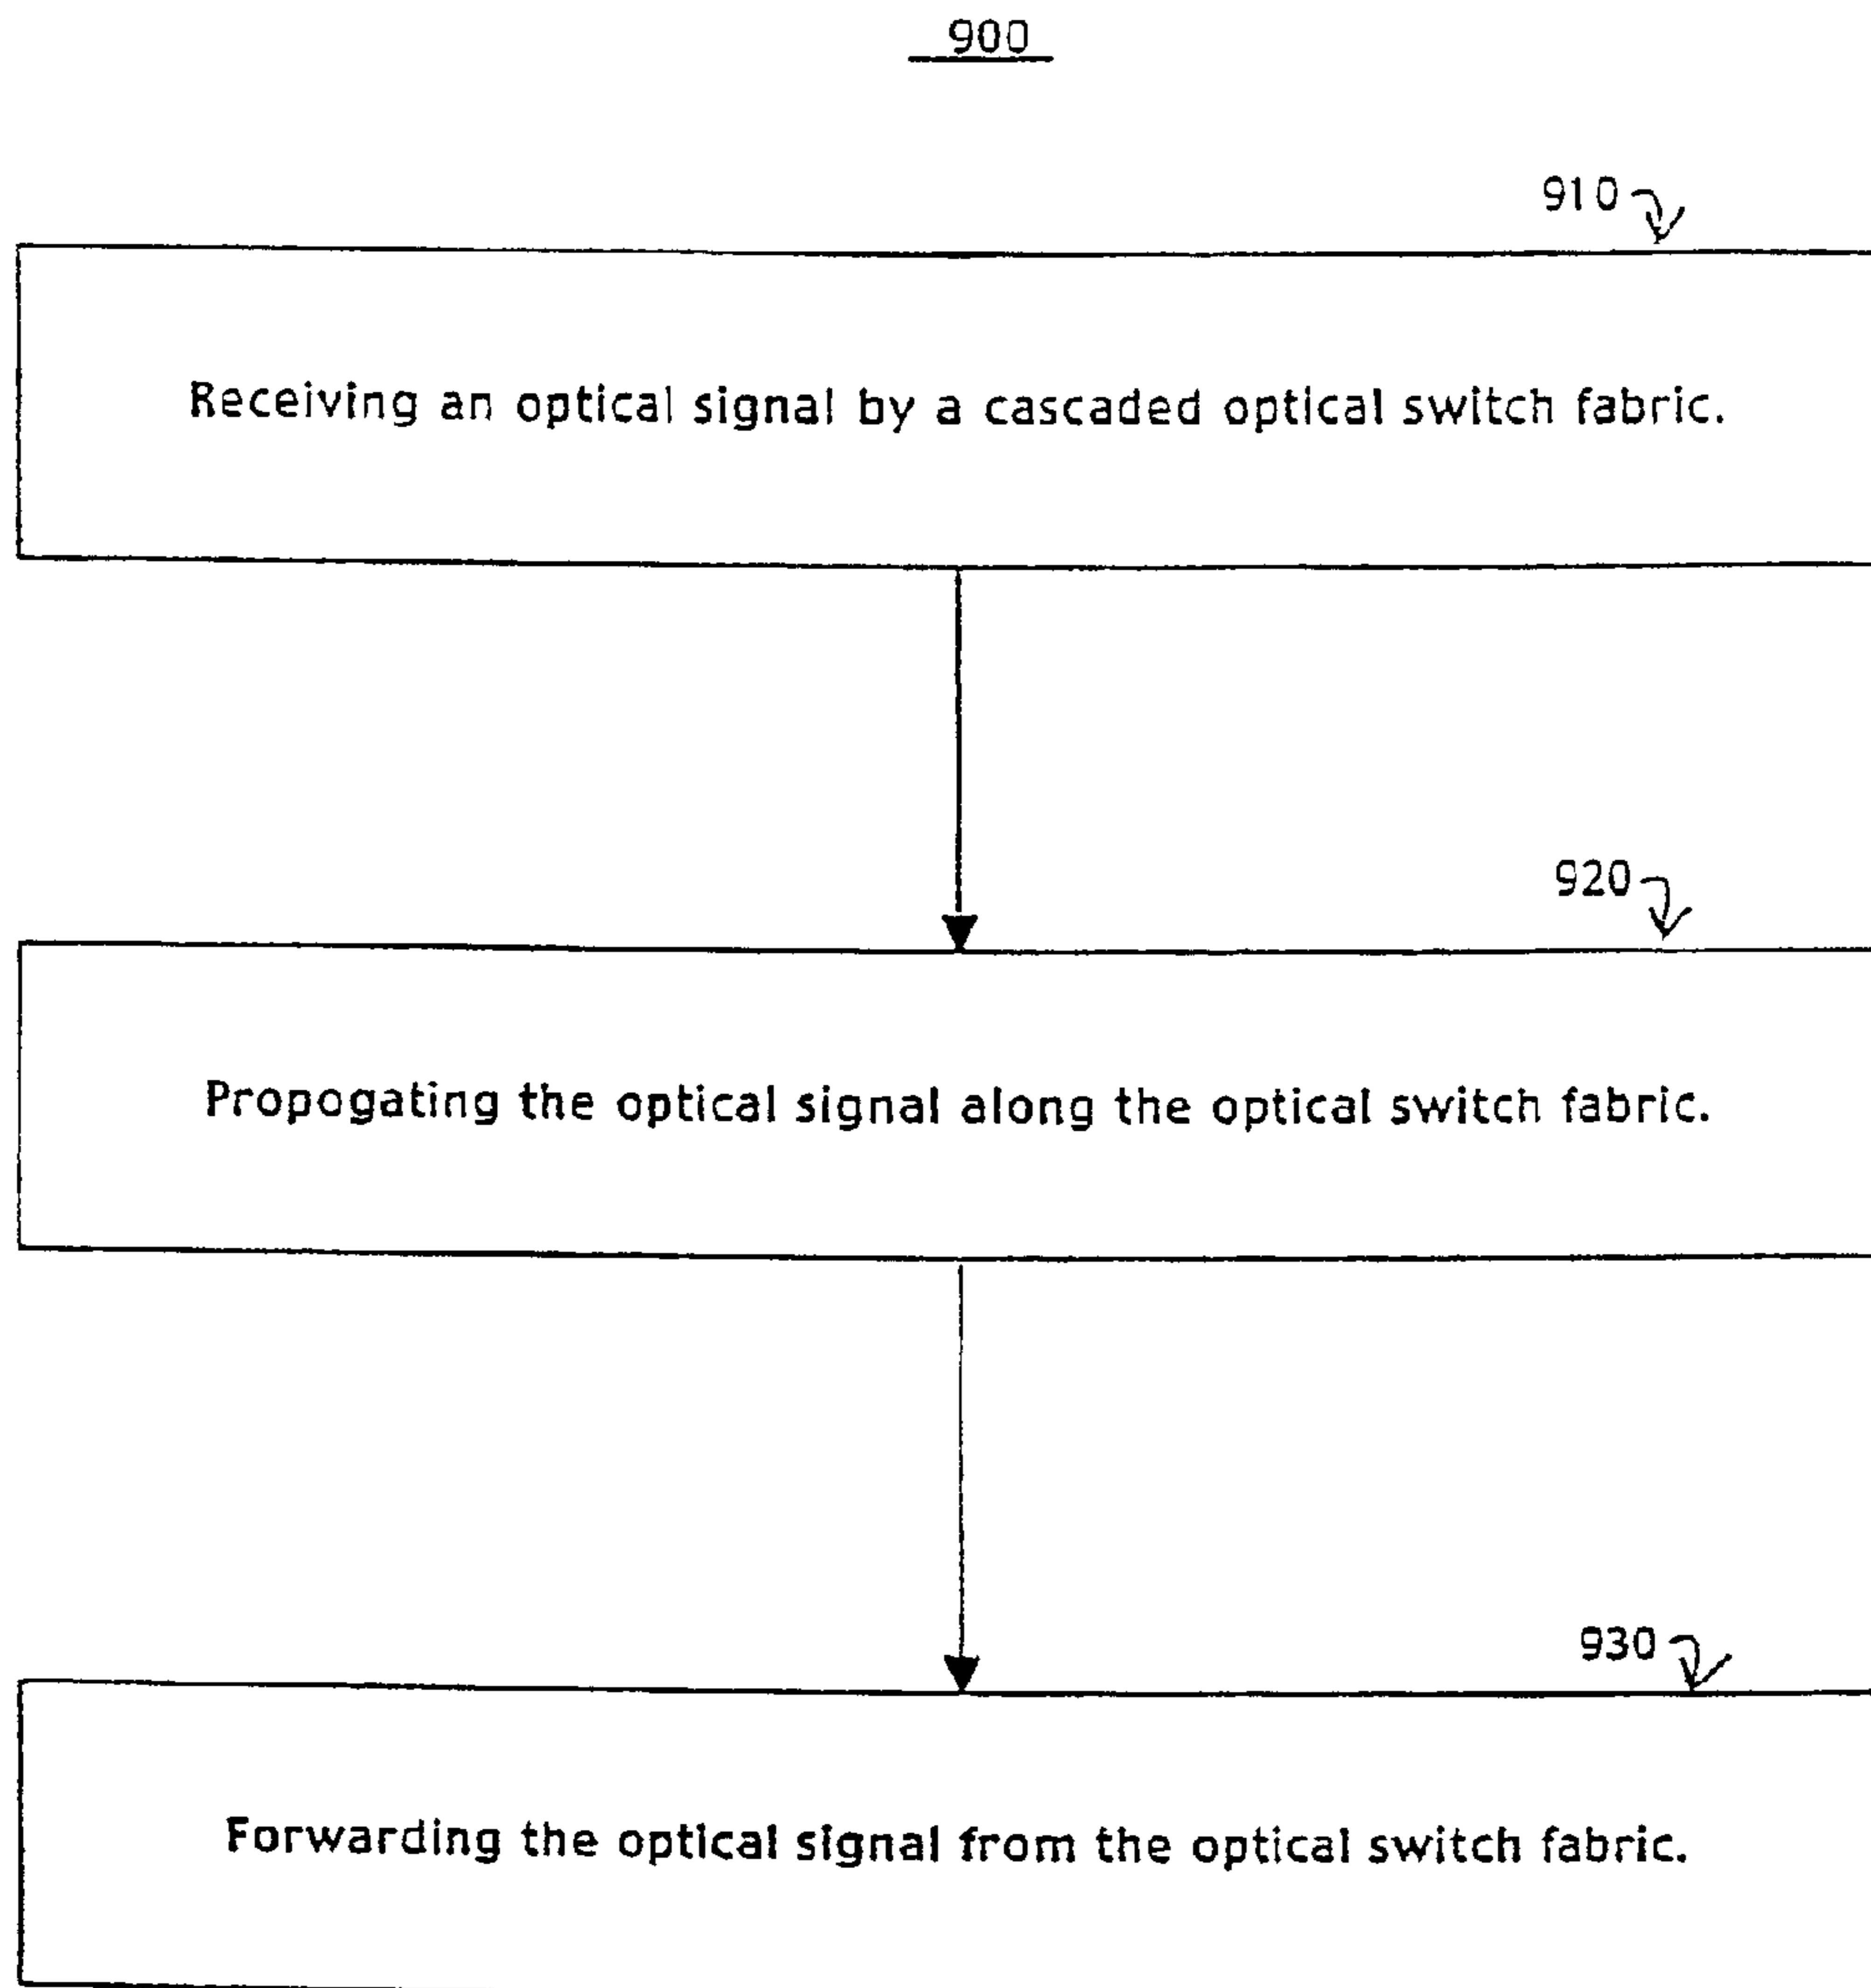 900
910
Receiving an optical signal by a cascaded optical switch fabric.
920
Propogating the optical signal along the optical switch fabric.
930
Forwarding the optical signal from the optical switch fabric.